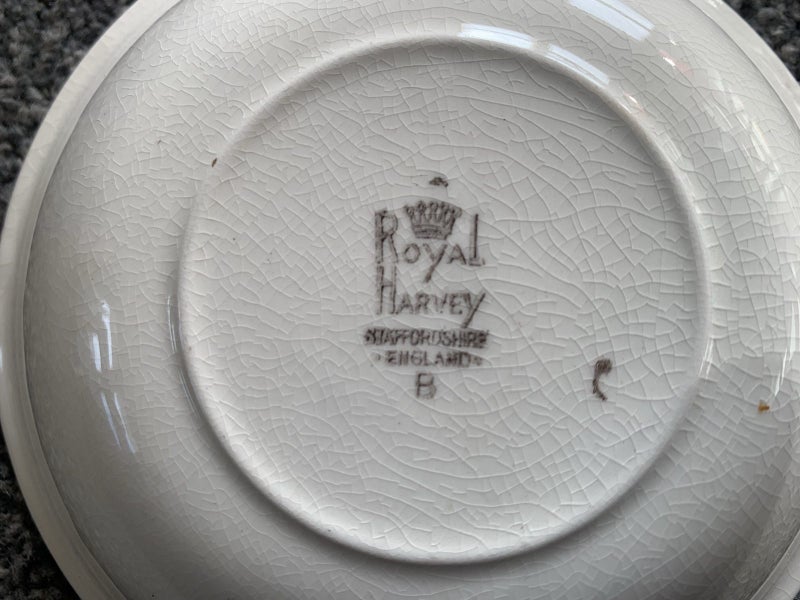 Royal
Harvey
STAFFORDSHIRE
·ENGLAND·
B